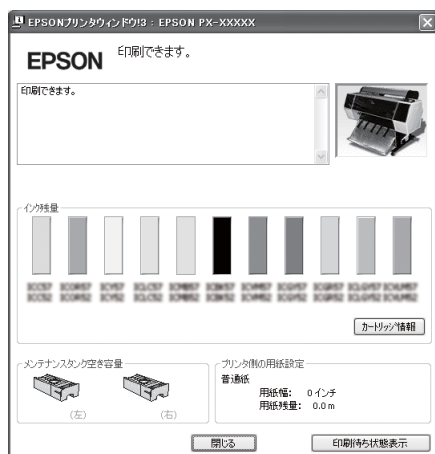 EPSONプリンタウィンドウ!3 : EPSON PX-XXXXX
EPSON
印刷できます。
印刷できます。
インク残量
カートリッジ情報
メンテナンスタンク空き容量
(左)
(右)
プリンタ側の用紙設定
普通紙
用紙幅: 0 インチ
用紙残量: 0.0 m
閉じる
印刷待ち状態表示